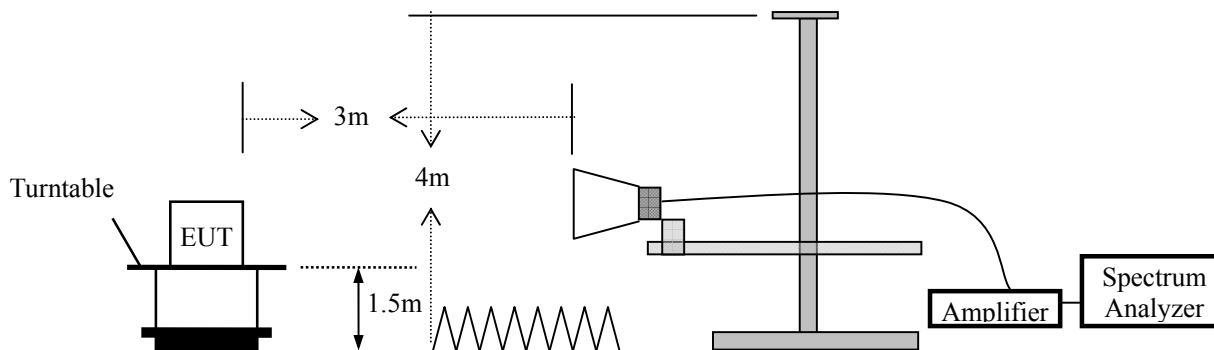 3m
4m
Turntable
EUT
1.5m
Amplifier
Spectrum
Analyzer